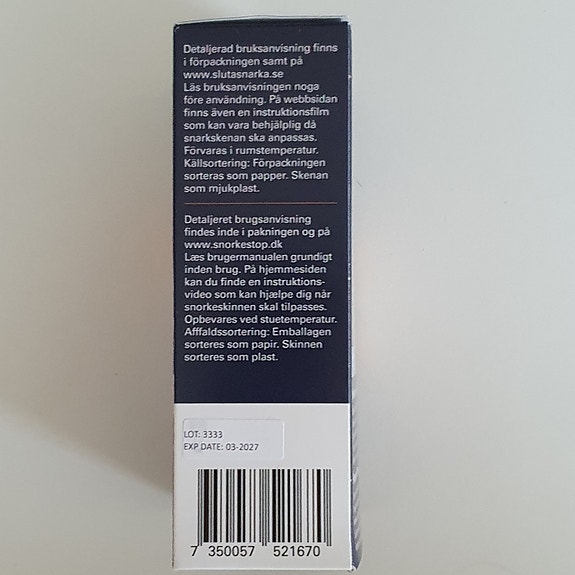 Detaljerad bruksanvisning finns
i förpackningen samt på
www.slutasnarka.se
Läs bruksanvisningen noga
före användning. På webbsidan
finns även en instruktionsfilm
som kan vara behjälplig då
snarkskenan ska anpassas.
Förvaras i rumstemperatur.
Källsortering: Förpackningen
sorteras som papper. Skenan
som mjukplast.
Detaljeret brugsanvisning
findes inde i pakningen og på
www.snorkestop.dk
Læs brugermanualen grundigt
inden brug. På hjemmesiden
kan du finde en instruktions-
video som kan hjælpe dig når
snorkeskinnen skal tilpasses.
Opbevares ved stuetemperatur.
Afffaldssortering: Emballagen
sorteres som papir. Skinnen
sorteres som plast.
LOT: 3333
EXP DATE: 03-2027
7 350057 521670